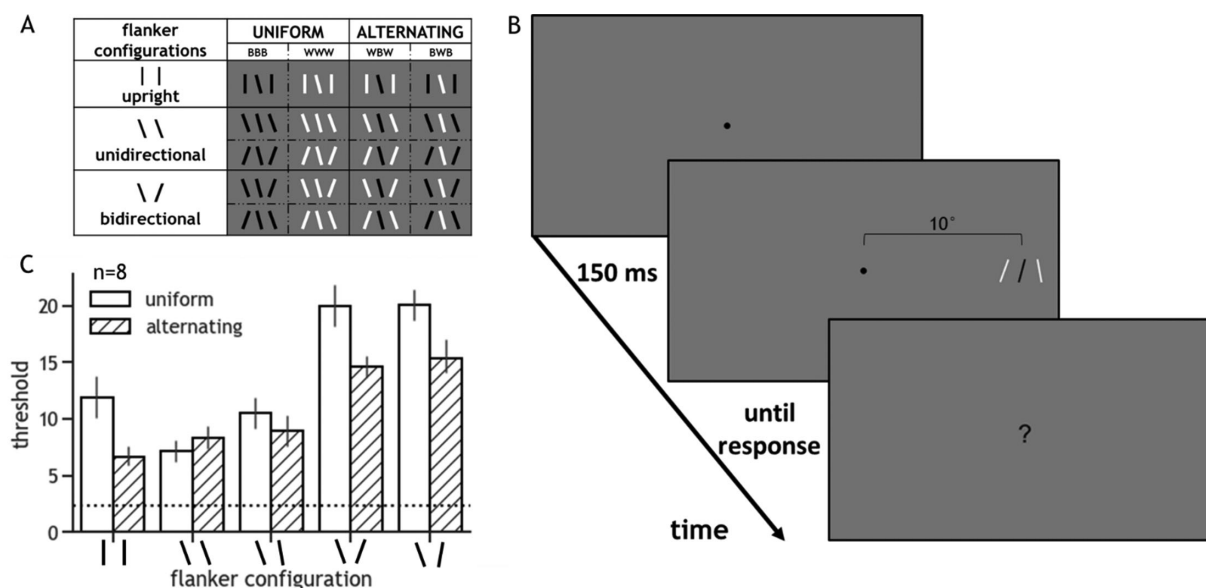 A
flanker configurations
UNIFORM
ALTERNATING
BBB
WWW
WBW
BWB
upright
unidirectional
bidirectional
B
10°
150 ms
until
response
?
time
C
n=8
uniform
alternating
threshold
20
15
10
5
0
flanker configuration